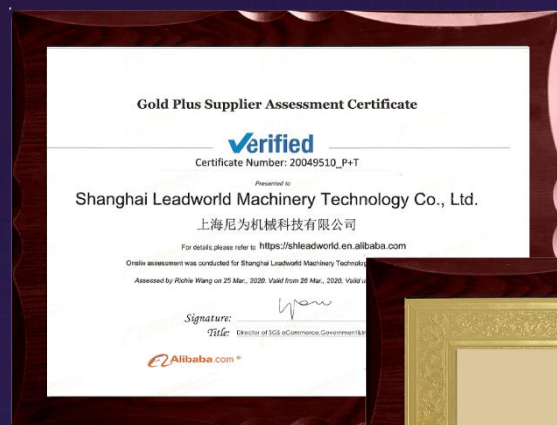 Gold Plus Supplier Assessment Certificate
Verified
Certificate Number: 20049510_P+T
Presented to
Shanghai Leadworld Machinery Technology Co., Ltd.
上海尼为机械科技有限公司
For details please refer to https://shleadworld.en.alibaba.com
Onsite assessment was conducted for Shanghai Leadworld Machinery Technolog
Assessed by Richie Wang on 25 Mar., 2020. Valid from 26 Mar., 2020, Valid u
Signature:
Title: Director of SGS eCommerce, Government&In
Alibaba.com